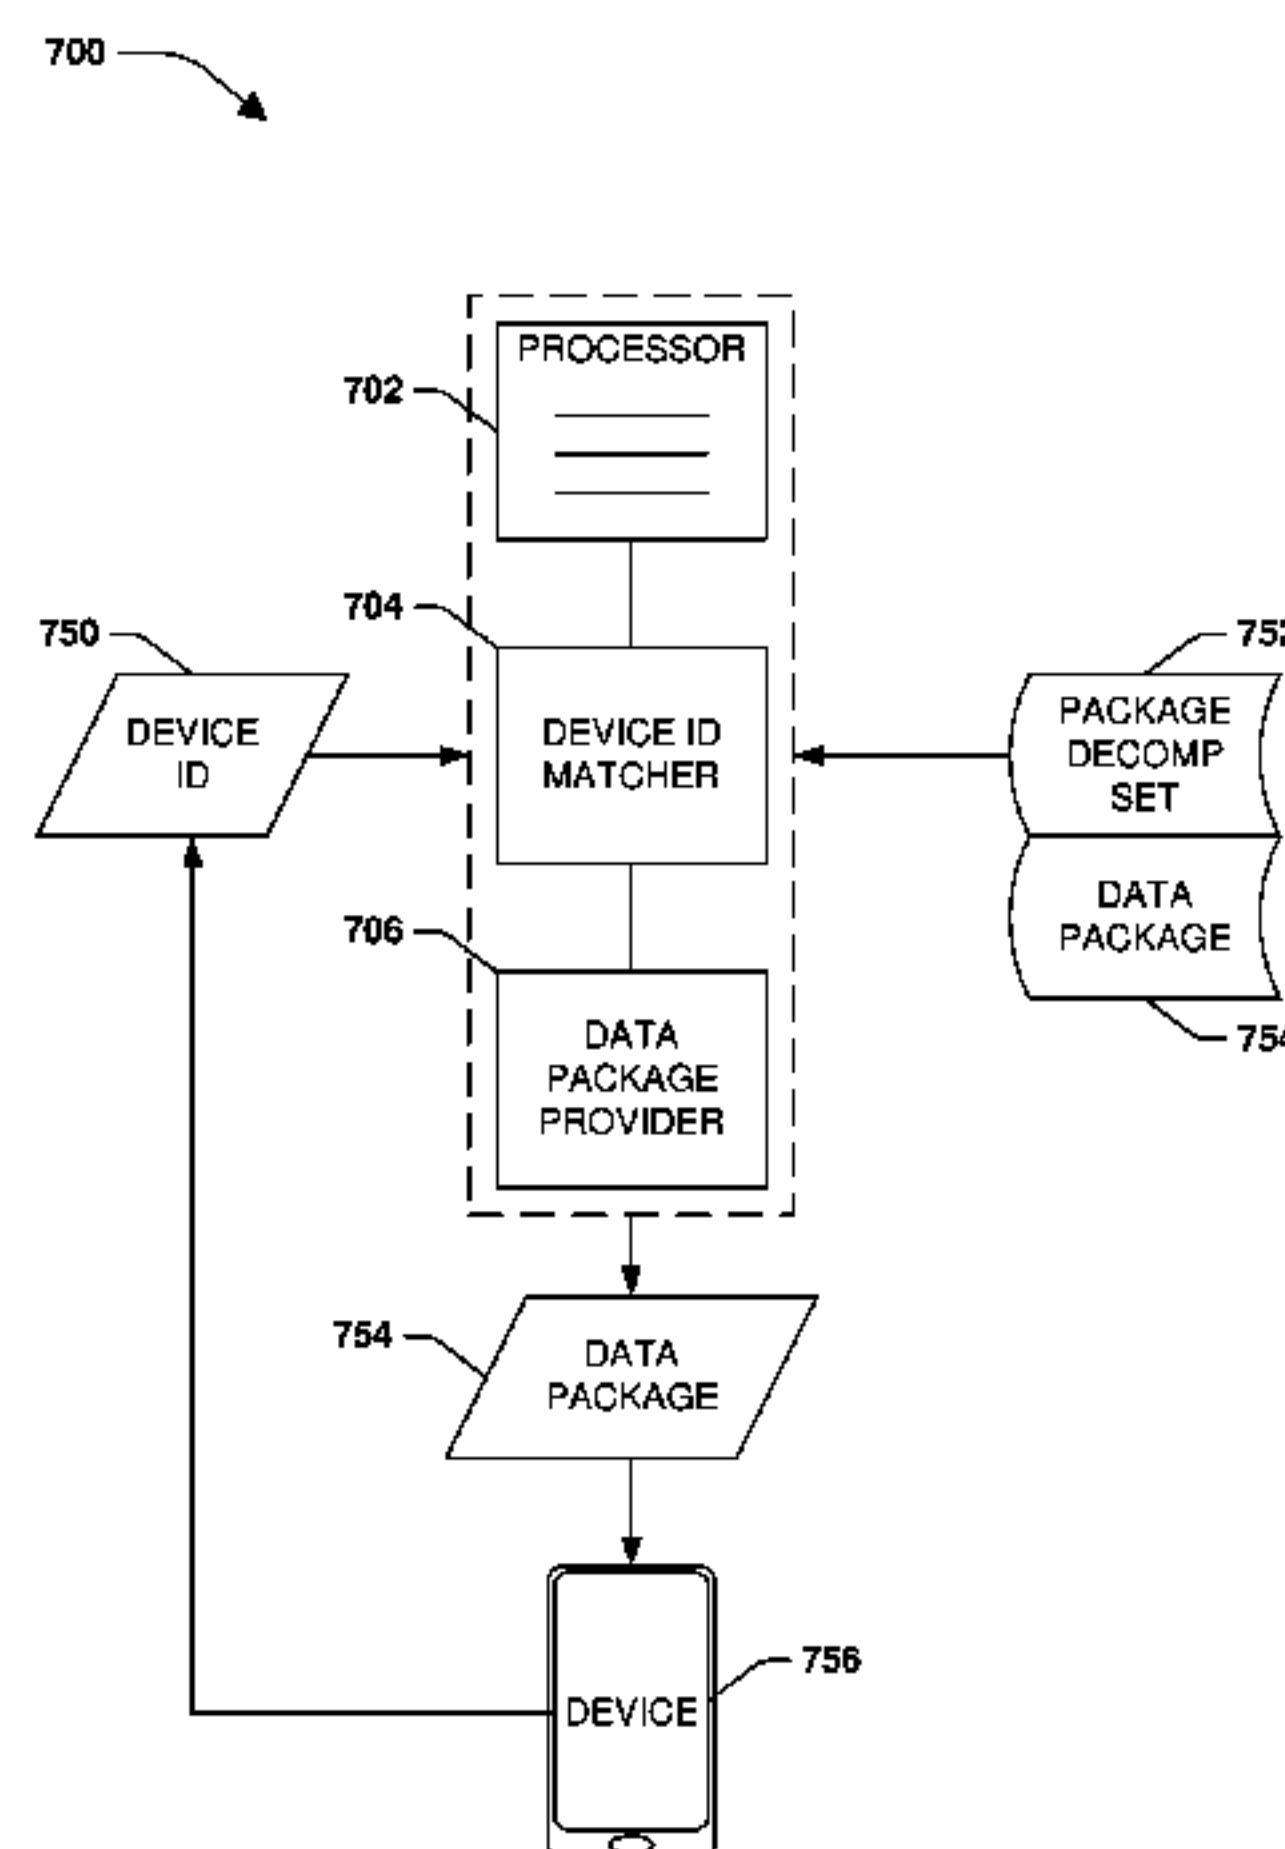 700
PROCESSOR
702
704
750
DEVICE
ID
DEVICE ID
MATCHER
PACKAGE
DECOMP
SET
DATA
PACKAGE
706
DATA
PACKAGE
PROVIDER
754
DATA
PACKAGE
756
DEVICE